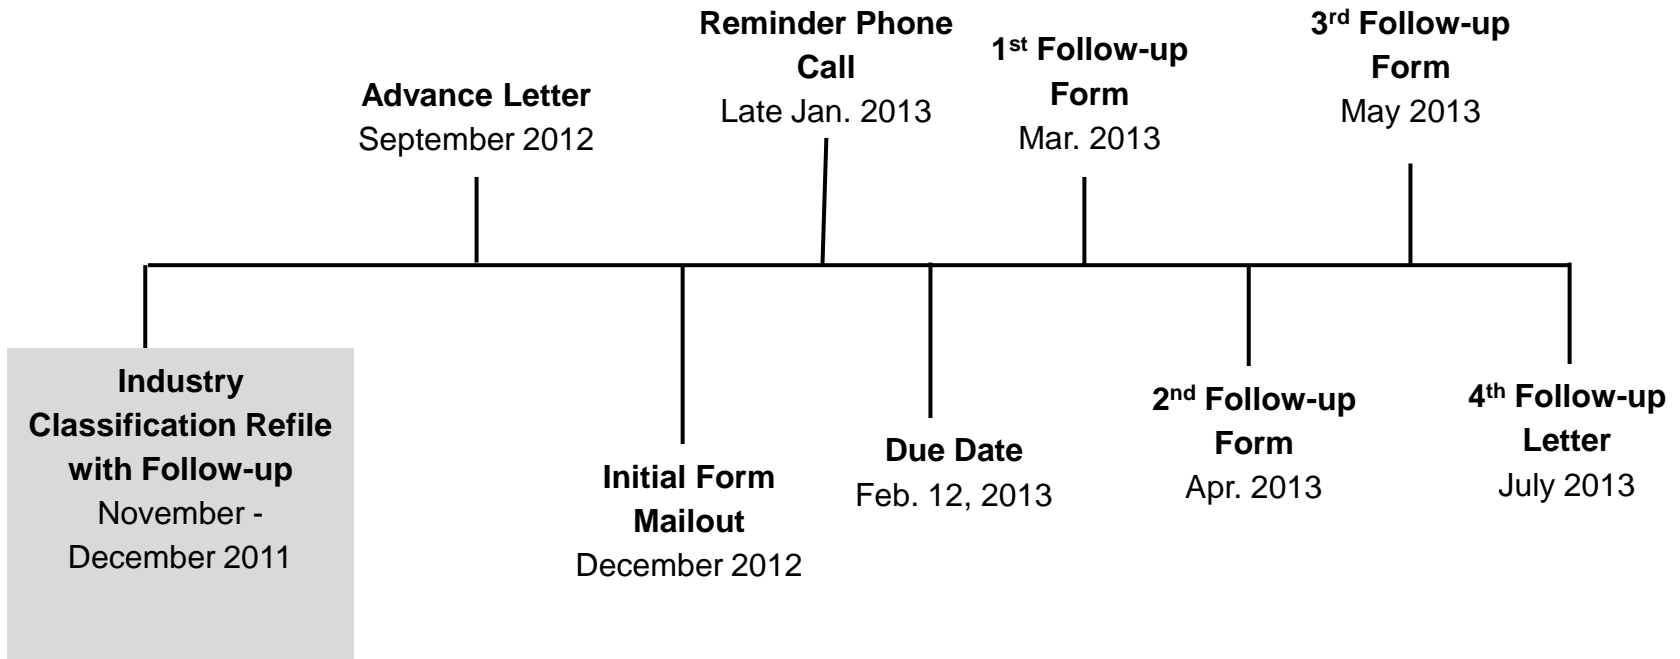 Industry
Classification Refile
with Follow-up
November -
December 2011
Advance Letter
September 2012
Initial Form
Mailout
December 2012
Reminder Phone
Call
Late Jan. 2013
Due Date
Feb. 12, 2013
1st Follow-up
Form
Mar. 2013
2nd Follow-up
Form
Apr. 2013
3rd Follow-up
Form
May 2013
4th Follow-up
Letter
July 2013